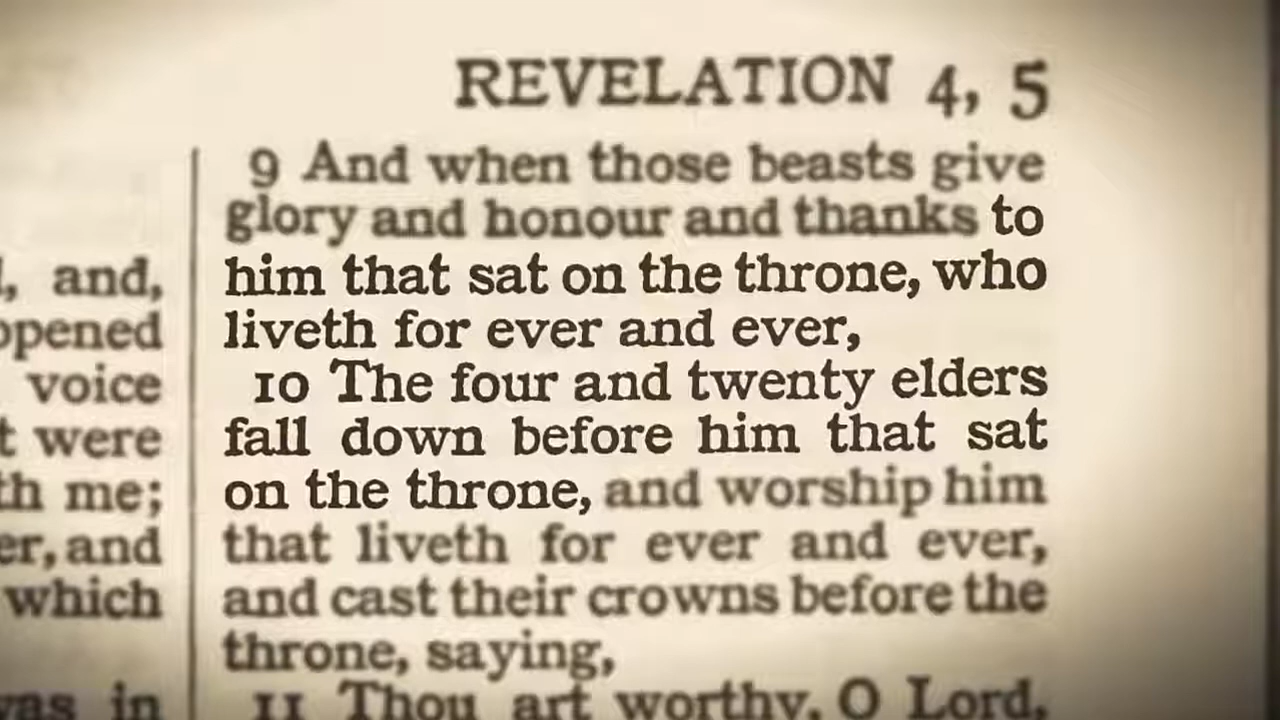 REVELATION 4, 5
, and,
opened
voice
t were
th me;
er, and
which
was in
9 And when those beasts give
glory and honour and thanks to
him that sat on the throne, who
liveth for ever and ever,
10 The four and twenty elders
fall down before him that sat
on the throne, and worship him
that liveth for ever and ever,
and cast their crowns before the
throne, saying,
11 Thou art worthy, O Lord,